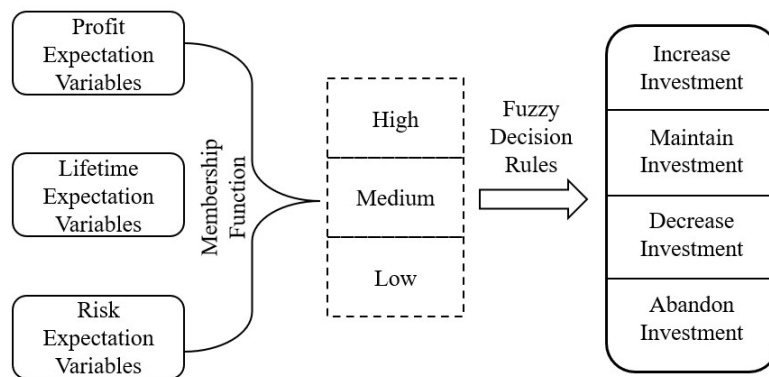 Profit
Expectation
Variables
Lifetime
Expectation
Variables
Risk
Expectation
Variables
Membership
Function
High
Medium
Low
Fuzzy
Decision
Rules
Increase
Investment
Maintain
Investment
Decrease
Investment
Abandon
Investment